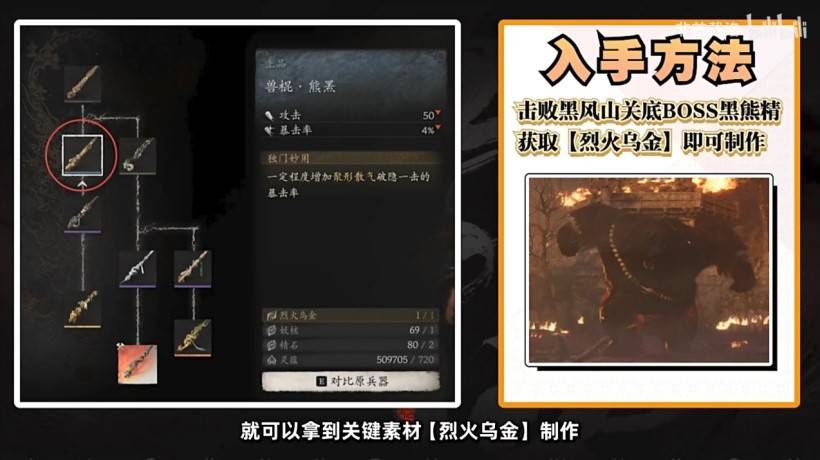 上品
兽棍·熊黑
攻击 50
暴击率 4%
独门妙用
一定程度增加聚形散气破隐一击的
暴击率
烈火乌金 1/1
妖核 69/1
精石 80/2
灵蕴 509705/720
E 对比原兵器
bilibili
入手方法
击败黑风山关底BOSS黑熊精
获取【烈火乌金】即可制作
就可以拿到关键素材【烈火乌金】制作